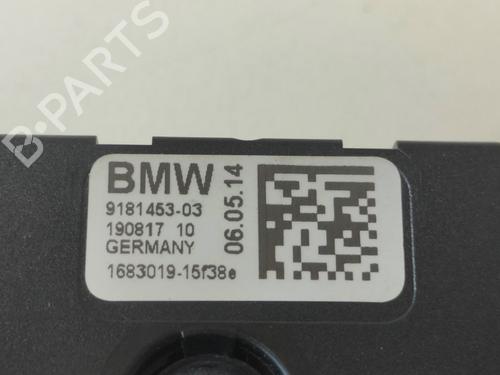 B-PARTS
BMW
9181453-03
190817 10
GERMANY
1683019-15f38e
06.05.14